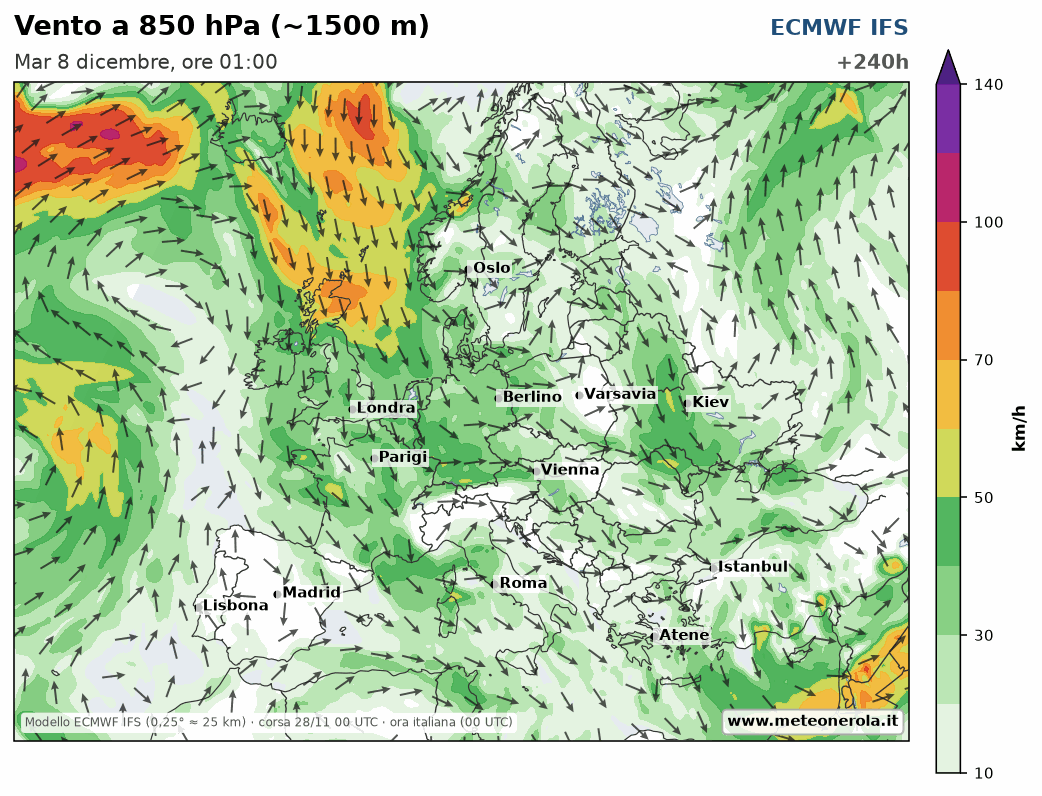 Vento a 850 hPa (~1500 m)
ECMWF IFS
Mar 8 dicembre, ore 01:00
+240h
140
100
70
50
30
10
km/h
Oslo
Londra
Berlino
Varsavia
Kiev
Parigi
Vienna
Istanbul
Roma
Madrid
Lisbona
Atene
Modello ECMWF IFS (0,25° ≈ 25 km) · corsa 28/11 00 UTC · ora italiana (00 UTC)
www.meteonerola.it